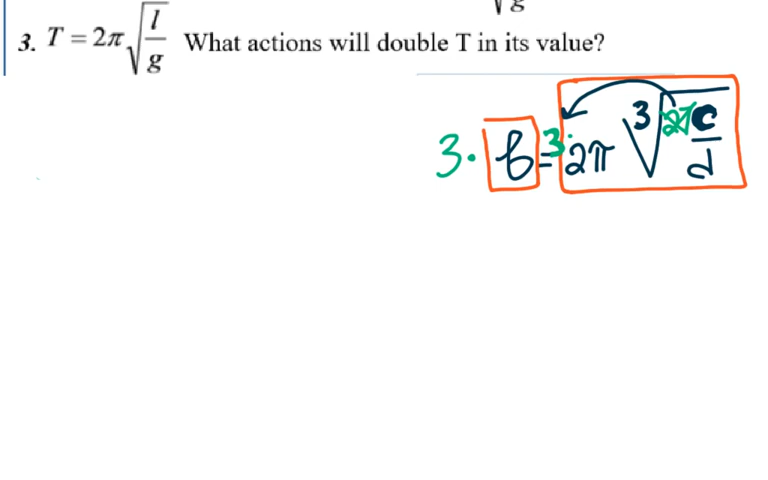 g
3. T = 2π √(l/g) What actions will double T in its value?
3 · b = 3 · 2π ∛(27c/d)